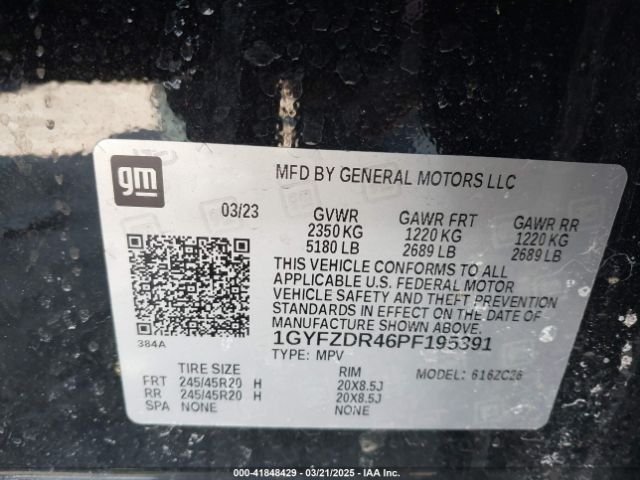 gm
MFD BY GENERAL MOTORS LLC
03/23 GVWR GAWR FRT GAWR RR
2350 KG 1220 KG 1220 KG
5180 LB 2689 LB 2689 LB
THIS VEHICLE CONFORMS TO ALL
APPLICABLE U.S. FEDERAL MOTOR
VEHICLE SAFETY AND THEFT PREVENTION
STANDARDS IN EFFECT ON THE DATE OF
MANUFACTURE SHOWN ABOVE.
384A
1GYFZDR46PF195391
TYPE: MPV
MODEL: 616ZC26
TIRE SIZE RIM
FRT 245/45R20 H 20X8.5J
RR 245/45R20 H 20X8.5J
SPA NONE NONE
000-41848429 — 03/21/2025 — IAA Inc.